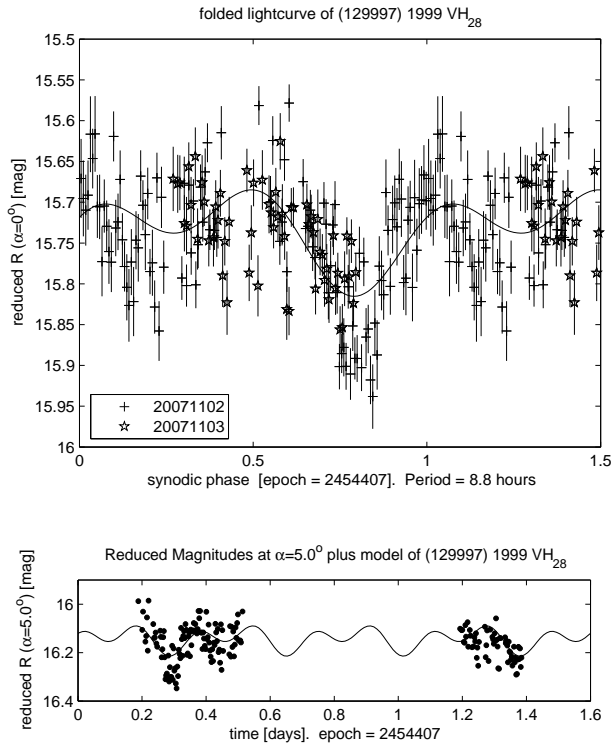 folded lightcurve of (129997) 1999 VH28
reduced R (α=0°) [mag]
15.5
15.55
15.6
15.65
15.7
15.75
15.8
15.85
15.9
15.95
16
20071102
20071103
0 0.5 1 1.5
synodic phase [epoch = 2454407]. Period = 8.8 hours
Reduced Magnitudes at α=5.0° plus model of (129997) 1999 VH28
reduced R (α=5.0°) [mag]
16
16.2
16.4
0 0.2 0.4 0.6 0.8 1 1.2 1.4 1.6
time [days]. epoch = 2454407